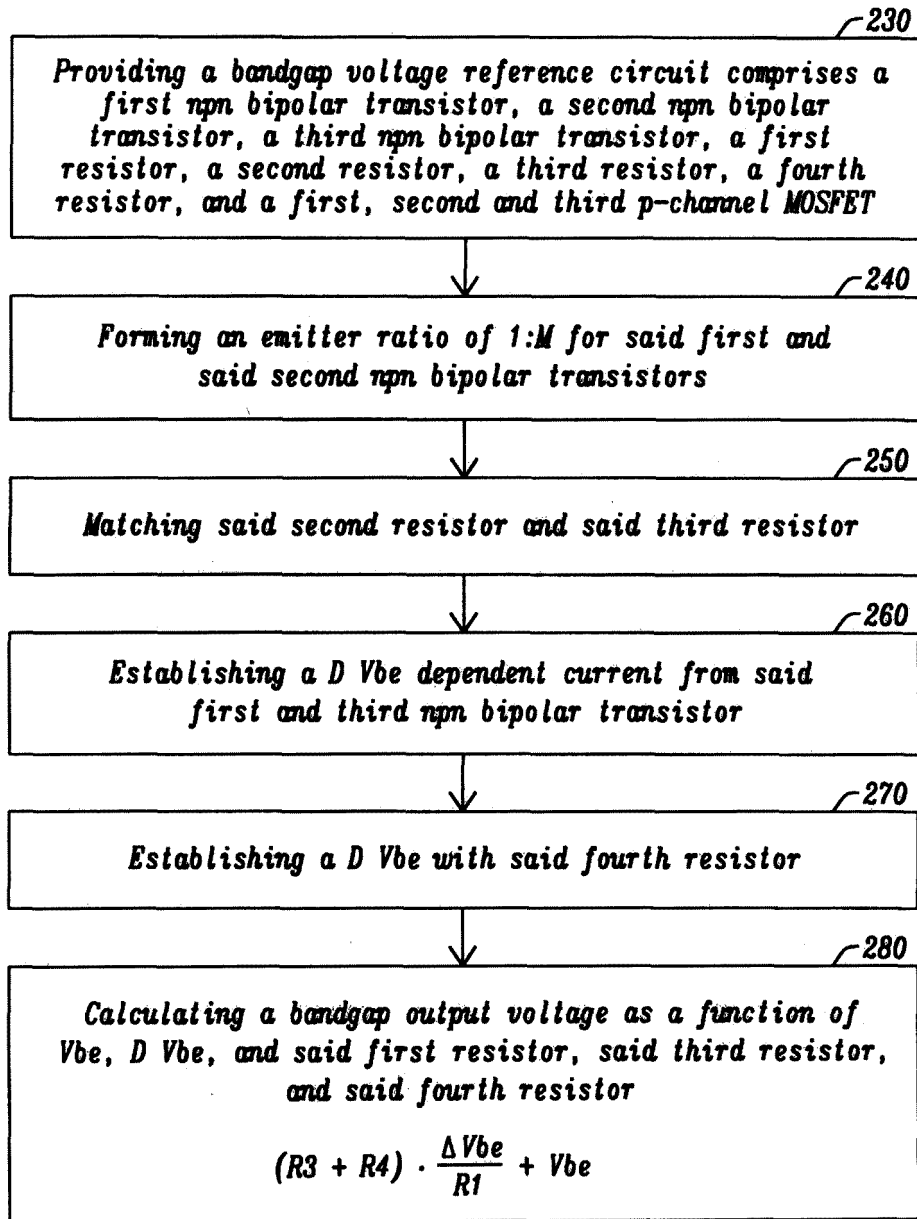 230
Providing a bandgap voltage reference circuit comprises a
first npn bipolar transistor, a second npn bipolar
transistor, a third npn bipolar transistor, a first
resistor, a second resistor, a third resistor, a fourth
resistor, and a first, second and third p-channel MOSFET
240
Forming an emitter ratio of 1:M for said first and
said second npn bipolar transistors
250
Matching said second resistor and said third resistor
260
Establishing a D Vbe dependent current from said
first and third npn bipolar transistor
270
Establishing a D Vbe with said fourth resistor
280
Calculating a bandgap output voltage as a function of
Vbe, D Vbe, and said first resistor, said third resistor,
and said fourth resistor
(R3 + R4) · ΔVbe/R1 + Vbe